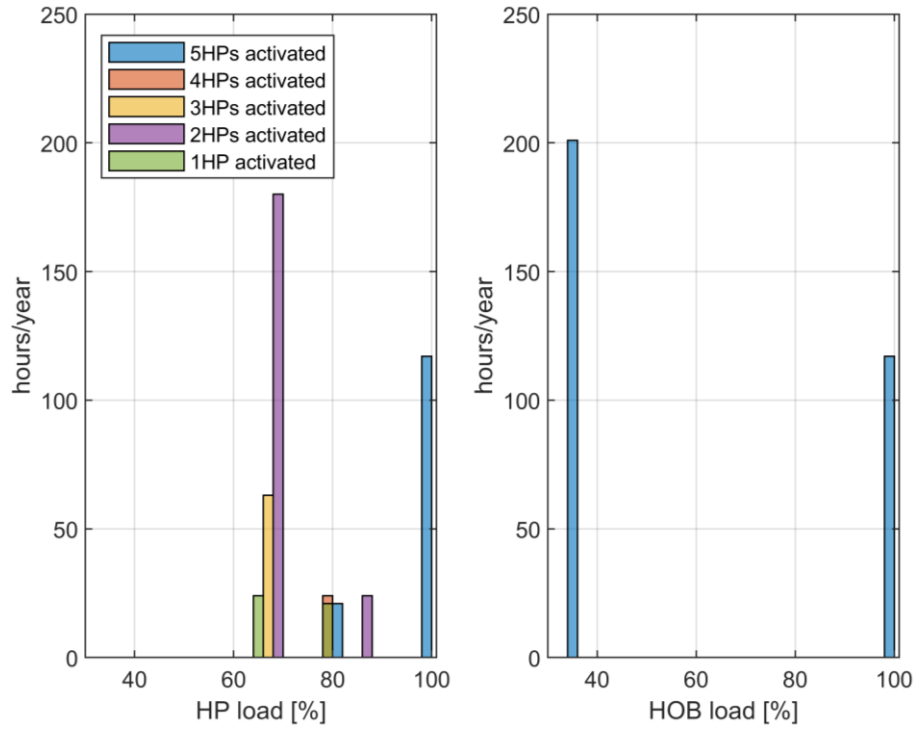 250
200
150
100
50
0
hours/year
5HPs activated
4HPs activated
3HPs activated
2HPs activated
1HP activated
40 60 80 100
HP load [%]
250
200
150
100
50
0
hours/year
40 60 80 100
HOB load [%]